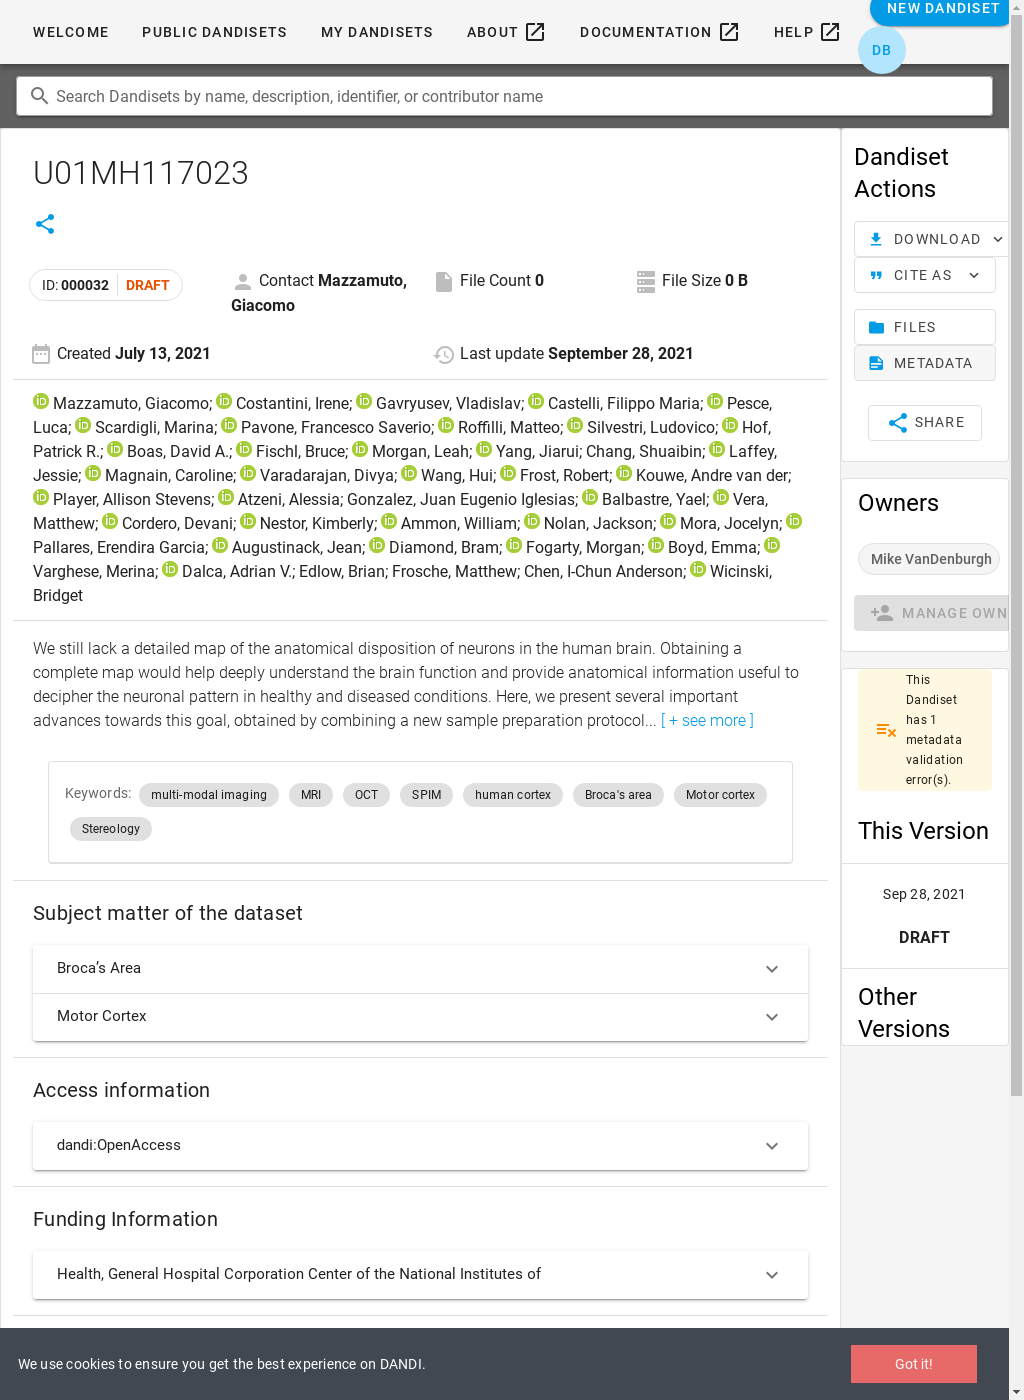 WELCOME PUBLIC DANDISETS MY DANDISETS ABOUT DOCUMENTATION HELP NEW DANDISET
DB
Search Dandisets by name, description, identifier, or contributor name
U01MH117023
ID: 000032 DRAFT
Contact Mazzamuto, Giacomo
File Count 0
File Size 0 B
Created July 13, 2021
Last update September 28, 2021
Mazzamuto, Giacomo; Costantini, Irene; Gavryusev, Vladislav; Castelli, Filippo Maria; Pesce,
Luca; Scardigli, Marina; Pavone, Francesco Saverio; Roffilli, Matteo; Silvestri, Ludovico; Hof,
Patrick R.; Boas, David A.; Fischl, Bruce; Morgan, Leah; Yang, Jiarui; Chang, Shuaibin; Laffey,
Jessie; Magnain, Caroline; Varadarajan, Divya; Wang, Hui; Frost, Robert; Kouwe, Andre van der;
Player, Allison Stevens; Atzeni, Alessia; Gonzalez, Juan Eugenio Iglesias; Balbastre, Yael; Vera,
Matthew; Cordero, Devani; Nestor, Kimberly; Ammon, William; Nolan, Jackson; Mora, Jocelyn;
Pallares, Erendira Garcia; Augustinack, Jean; Diamond, Bram; Fogarty, Morgan; Boyd, Emma;
Varghese, Merina; Dalca, Adrian V.; Edlow, Brian; Frosche, Matthew; Chen, I-Chun Anderson; Wicinski,
Bridget
We still lack a detailed map of the anatomical disposition of neurons in the human brain. Obtaining a
complete map would help deeply understand the brain function and provide anatomical information useful to
decipher the neuronal pattern in healthy and diseased conditions. Here, we present several important
advances towards this goal, obtained by combining a new sample preparation protocol... [ + see more ]
Keywords: multi-modal imaging MRI OCT SPIM human cortex Broca's area Motor cortex
Stereology
Subject matter of the dataset
Broca’s Area
Motor Cortex
Access information
dandi:OpenAccess
Funding Information
Health, General Hospital Corporation Center of the National Institutes of
Dandiset
Actions
DOWNLOAD
CITE AS
FILES
METADATA
SHARE
Owners
Mike VanDenburgh
MANAGE OWN
This
Dandiset
has 1
metadata
validation
error(s).
This Version
Sep 28, 2021
DRAFT
Other
Versions
We use cookies to ensure you get the best experience on DANDI.
Got it!